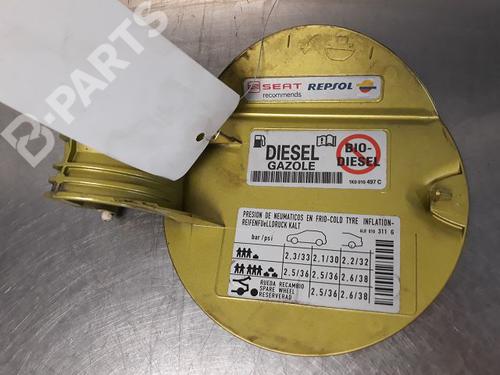 B-PARTS
SEAT REPSOL
recommends
DIESEL
GAZOLE
BIO-
DIESEL
1K0 010 497 C
PRESION DE NEUMATICOS EN FRIO-COLD TYRE INFLATION-
REIFENFÜLLDRUCK KALT
6L0 010 311 G
bar/psi
2.3/33 2.1/30 2.2/32
2.5/36 2.5/36 2.6/38
RUEDA RECAMBIO
SPARE WHEEL
RESERVERAD
2.5/36 2.6/38